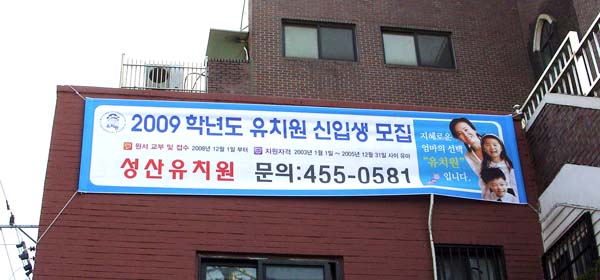 2009 학년도 유치원 신입생 모집
원서 교부 및 접수 2008년 12월 1일 부터 지원자격 2003년 1월 1일 ~ 2005년 12월 31일 사이 유아
성산유치원 문의:455-0581
지혜로운
엄마의 선택
"유치원"
입니다.